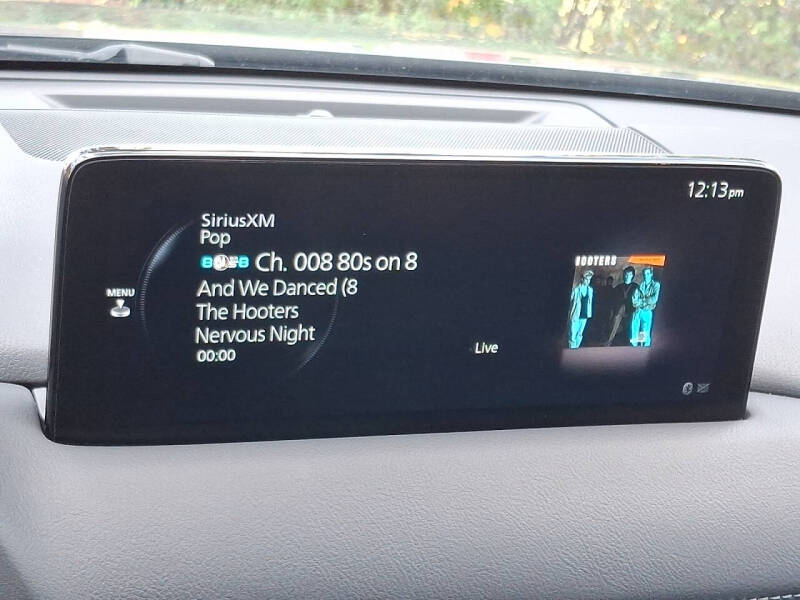 12:13pm
SiriusXM
Pop
Ch. 008 80s on 8
And We Danced (8
The Hooters
Nervous Night
00:00
MENU
Live
HOOTERS